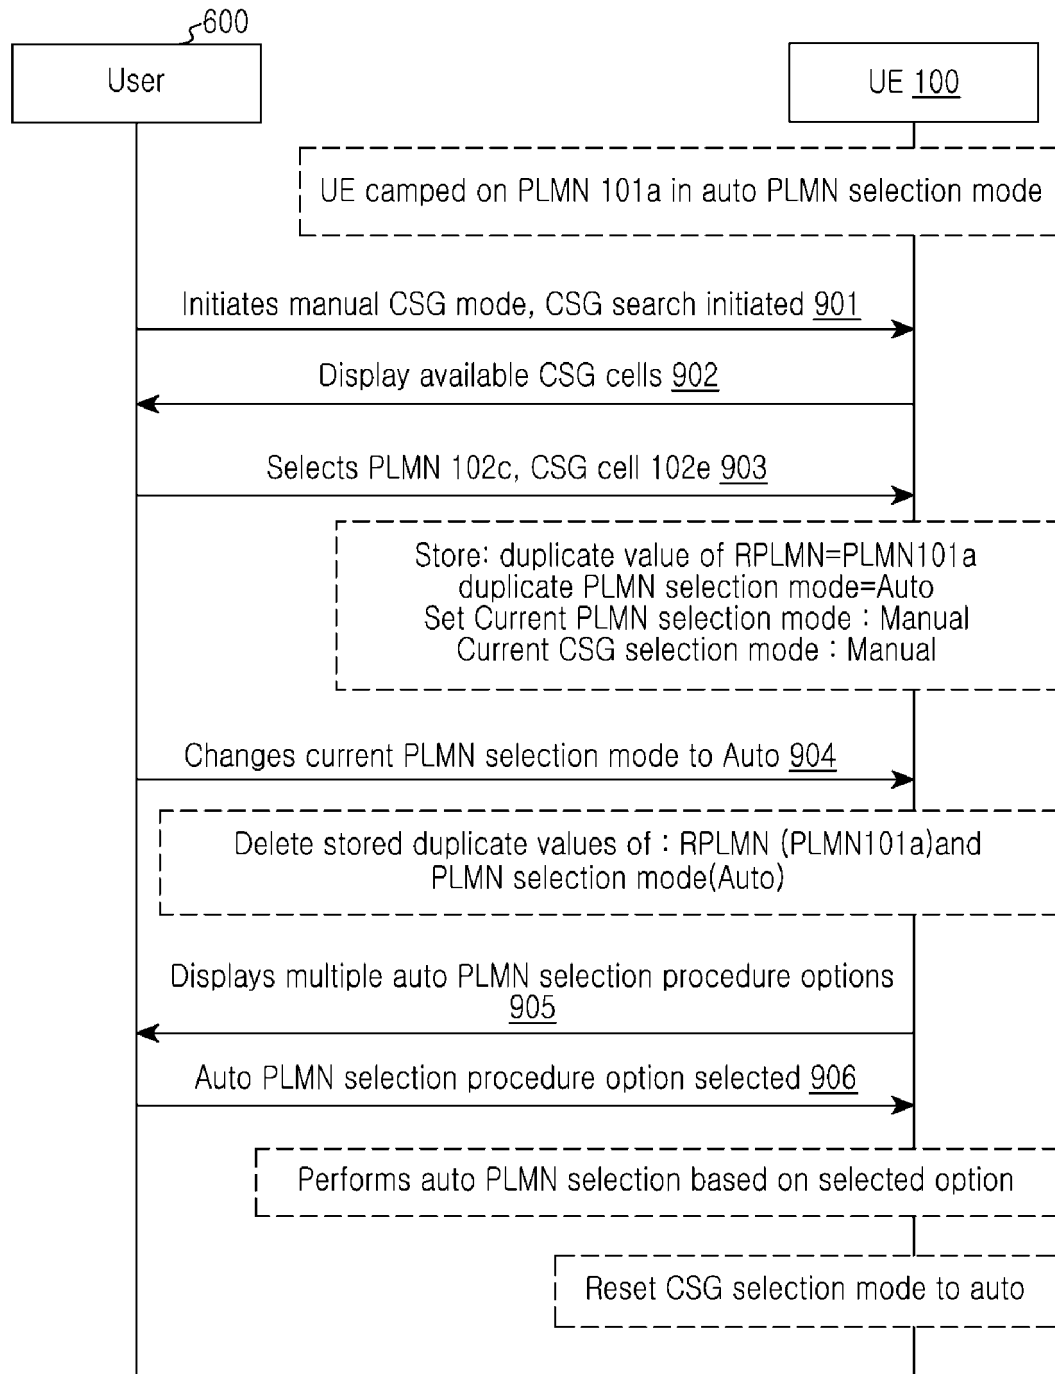 600
User
UE 100
UE camped on PLMN 101a in auto PLMN selection mode
Initiates manual CSG mode, CSG search initiated 901
Display available CSG cells 902
Selects PLMN 102c, CSG cell 102e 903
Store: duplicate value of RPLMN=PLMN101a
duplicate PLMN selection mode=Auto
Set Current PLMN selection mode : Manual
Current CSG selection mode : Manual
Changes current PLMN selection mode to Auto 904
Delete stored duplicate values of : RPLMN (PLMN101a)and
PLMN selection mode(Auto)
Displays multiple auto PLMN selection procedure options
905
Auto PLMN selection procedure option selected 906
Performs auto PLMN selection based on selected option
Reset CSG selection mode to auto